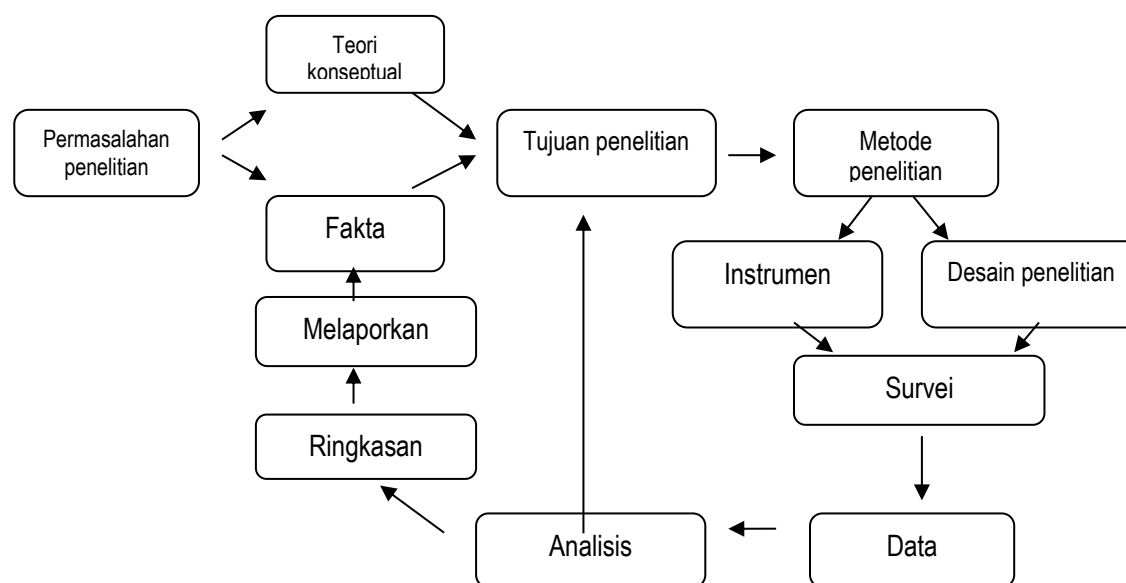 Teori
konseptual
Permasalahan
penelitian
Tujuan penelitian
Metode
penelitian
Fakta
Instrumen
Desain penelitian
Melaporkan
Survei
Ringkasan
Analisis
Data